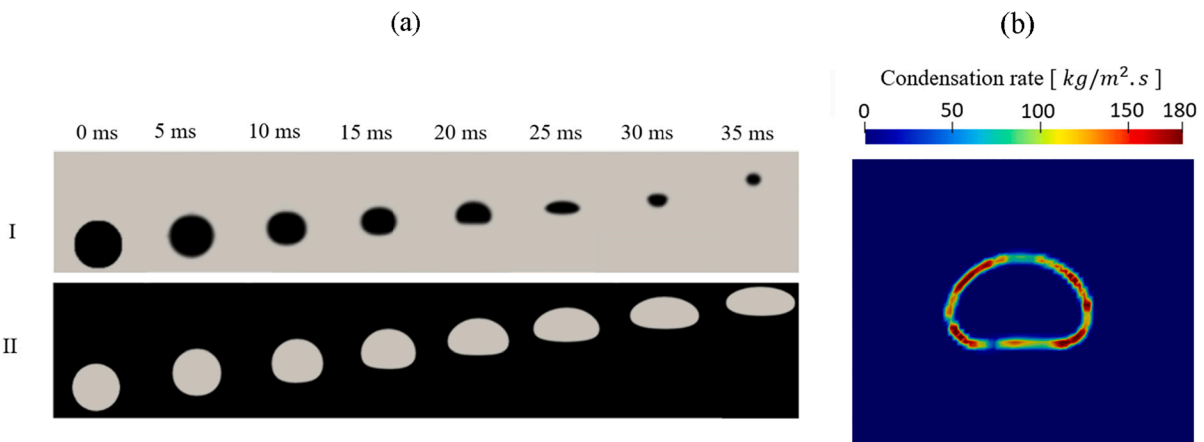 (a)
(b)
Condensation rate [ kg/m².s ]
0 50 100 150 180
0 ms 5 ms 10 ms 15 ms 20 ms 25 ms 30 ms 35 ms
I
II